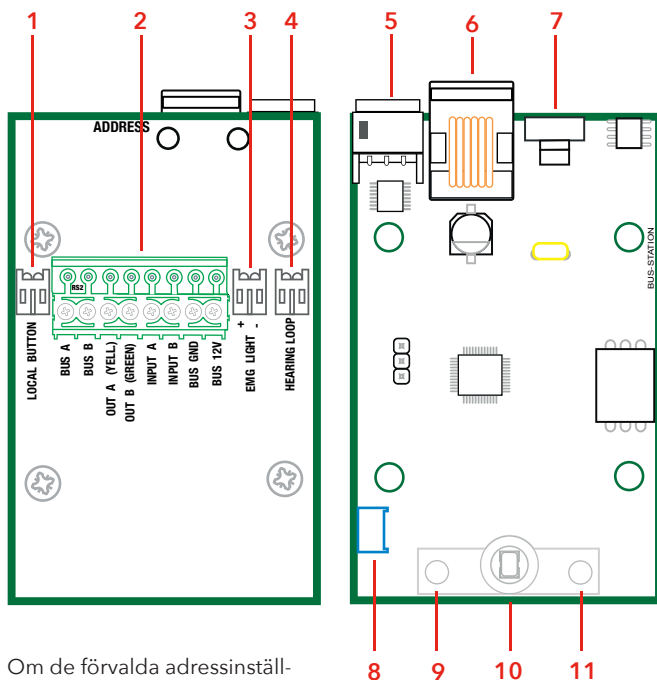 1 2 3 4 5 6 7
ADDRESS
RS2
+ -
LOCAL BUTTON
BUS A
BUS B
OUT A (YELL)
OUT B (GREEN)
INPUT A
INPUT B
BUS GND
BUS 12V
EMG LIGHT
HEARING LOOP
BUS-STATION
8 9 10 11
Om de förvalda adressinställ-